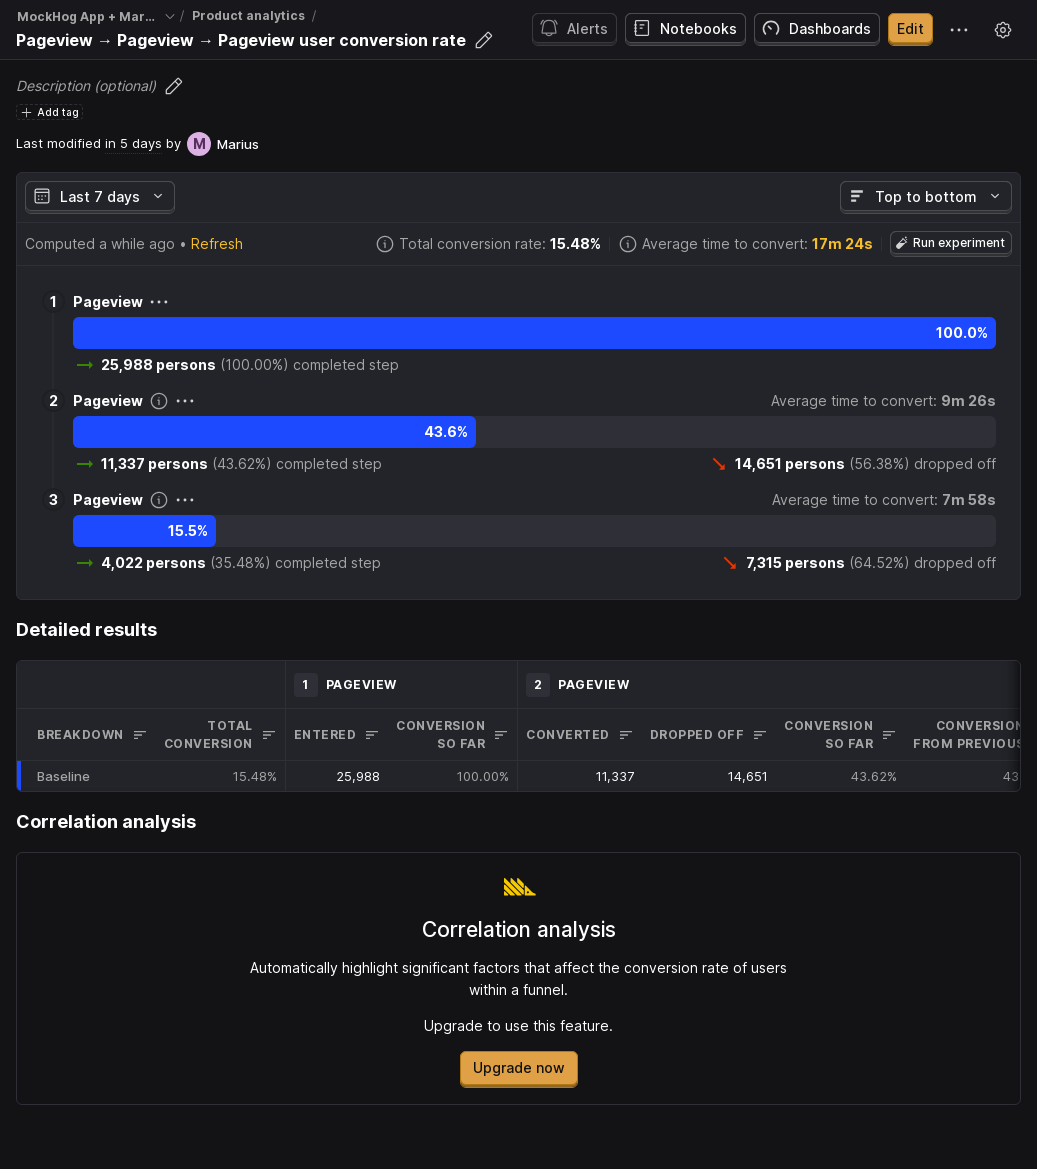 MockHog App + Mar... / Product analytics /
Pageview → Pageview → Pageview user conversion rate
Alerts
Notebooks
Dashboards
Edit
Description (optional)
Add tag
Last modified in 5 days by M Marius
Last 7 days
Top to bottom
Computed a while ago • Refresh
Total conversion rate: 15.48%
Average time to convert: 17m 24s
Run experiment
1 Pageview
100.0%
25,988 persons (100.00%) completed step
2 Pageview
Average time to convert: 9m 26s
43.6%
11,337 persons (43.62%) completed step
14,651 persons (56.38%) dropped off
3 Pageview
Average time to convert: 7m 58s
15.5%
4,022 persons (35.48%) completed step
7,315 persons (64.52%) dropped off
Detailed results
1 PAGEVIEW
2 PAGEVIEW
BREAKDOWN
TOTAL
CONVERSION
ENTERED
CONVERSION
SO FAR
CONVERTED
DROPPED OFF
CONVERSION
SO FAR
CONVERSION
FROM PREVIOUS
Baseline 15.48% 25,988 100.00% 11,337 14,651 43.62% 43
Correlation analysis
Correlation analysis
Automatically highlight significant factors that affect the conversion rate of users
within a funnel.
Upgrade to use this feature.
Upgrade now